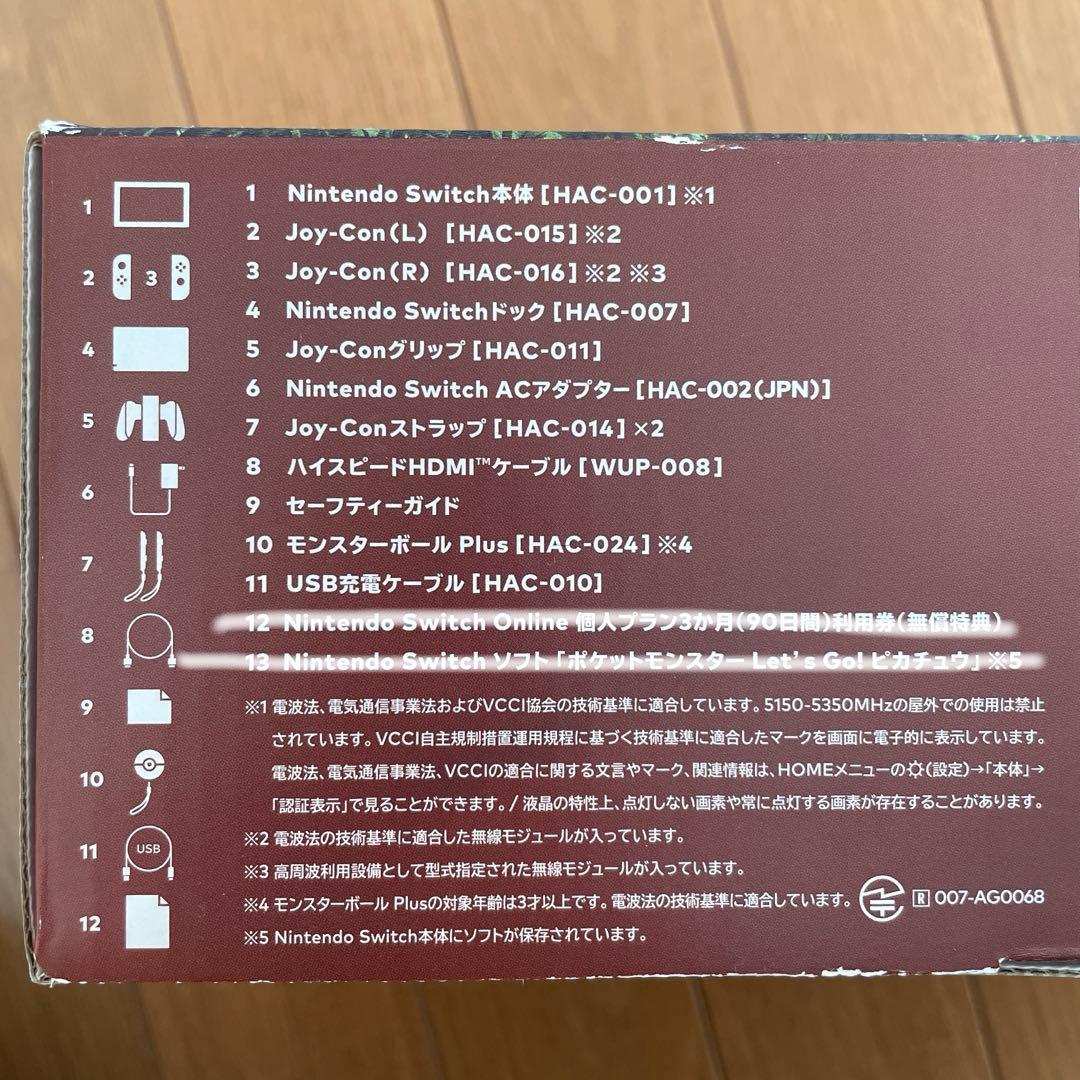 1 Nintendo Switch本体[HAC-001]※1
2 Joy-Con(L) [HAC-015]※2
3 Joy-Con(R) [HAC-016]※2 ※3
4 Nintendo Switchドック[HAC-007]
5 Joy-Conグリップ[HAC-011]
6 Nintendo Switch ACアダプター[HAC-002(JPN)]
7 Joy-Conストラップ[HAC-014]×2
8 ハイスピードHDMI™ケーブル[WUP-008]
9 セーフティーガイド
10 モンスターボール Plus[HAC-024]※4
11 USB充電ケーブル[HAC-010]
12 Nintendo Switch Online 個人プラン3か月(90日間)利用券(無償特典)
13 Nintendo Switch ソフト「ポケットモンスター Let's Go! ピカチュウ」※5
1
2 3
4
5
6
7
8
9
10
11 USB
12
※1 電波法、電気通信事業法およびVCCI協会の技術基準に適合しています。5150-5350MHzの屋外での使用は禁止
されています。VCCI自主規制措置運用規程に基づく技術基準に適合したマークを画面に電子的に表示しています。
電波法、電気通信事業法、VCCIの適合に関する文言やマーク、関連情報は、HOMEメニューの(設定)→「本体」→
「認証表示」で見ることができます。/ 液晶の特性上、点灯しない画素や常に点灯する画素が存在することがあります。
※2 電波法の技術基準に適合した無線モジュールが入っています。
※3 高周波利用設備として型式指定された無線モジュールが入っています。
※4 モンスターボール Plusの対象年齢は3才以上です。電波法の技術基準に適合しています。 R 007-AG0068
※5 Nintendo Switch本体にソフトが保存されています。